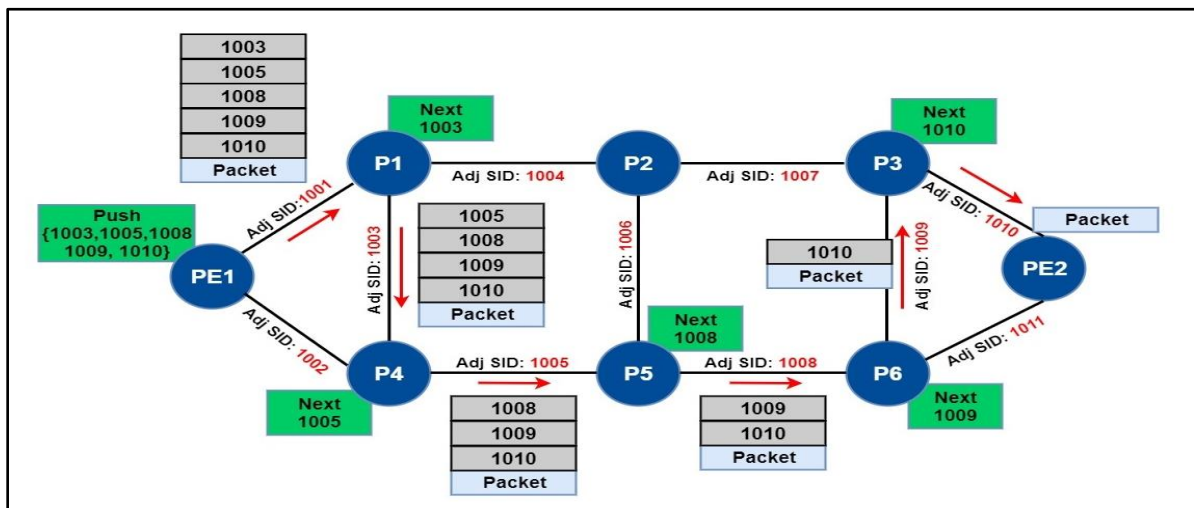 1003
1005
1008
1009
1010
Packet
Next
1003
P1
Adj SID: 1004
P2
Adj SID: 1007
P3
Next
1010
Push
{1003,1005,1008
1009, 1010}
PE1
Adj SID:1001
Adj SID: 1003
1005
1008
1009
1010
Packet
Adj SID: 1006
1010
Packet
Adj SID: 1009
Adj SID: 1010
Packet
PE2
Adj SID: 1002
Next
1005
P4
Adj SID: 1005
Next
1008
P5
Adj SID: 1008
P6
Next
1009
Adj SID: 1011
1008
1009
1010
Packet
1009
1010
Packet